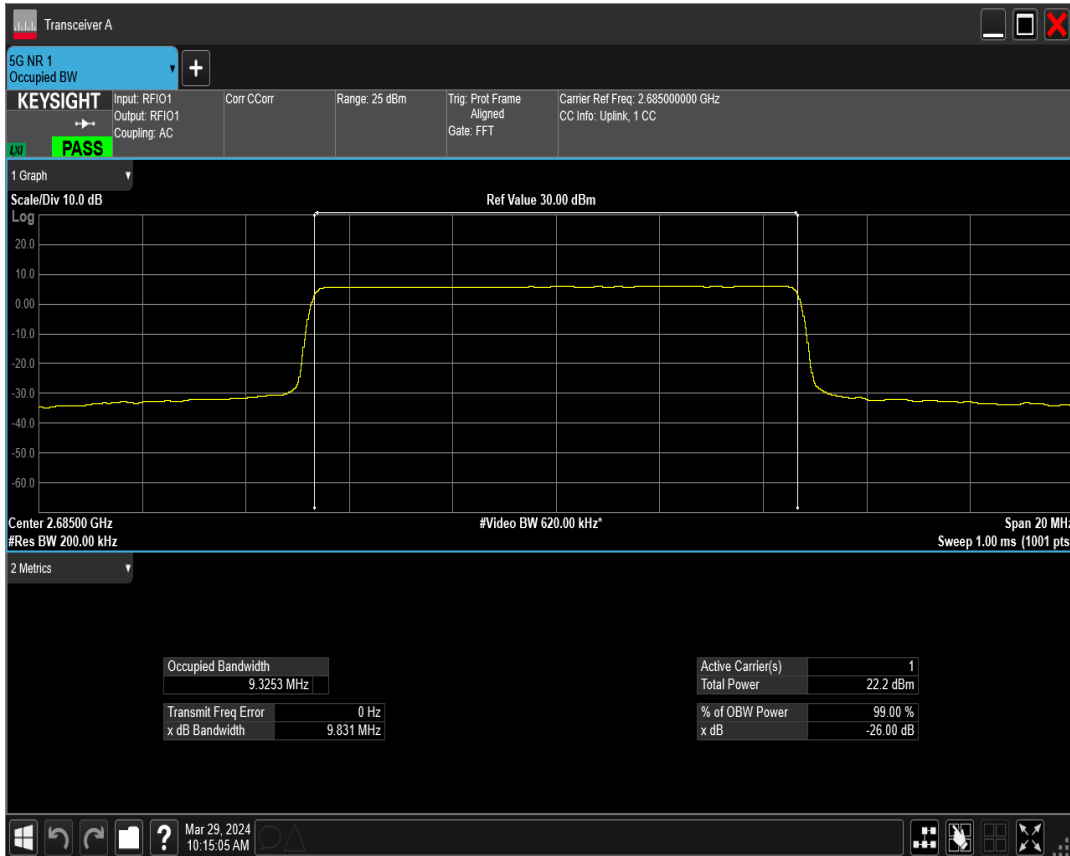 Transceiver A
5G NR 1
Occupied BW
KEYSIGHT
LXI
PASS
Input: RFIO1
Output: RFIO1
Coupling: AC
Corr CCorr
Range: 25 dBm
Trig: Prot Frame
Aligned
Gate: FFT
Carrier Ref Freq: 2.685000000 GHz
CC Info: Uplink, 1 CC
1 Graph
Scale/Div 10.0 dB
Ref Value 30.00 dBm
Log
20.0
10.0
0.00
-10.0
-20.0
-30.0
-40.0
-50.0
-60.0
Center 2.68500 GHz
#Video BW 620.00 kHz*
Span 20 MHz
#Res BW 200.00 kHz
Sweep 1.00 ms (1001 pts
2 Metrics
Occupied Bandwidth
9.3253 MHz
Transmit Freq Error 0 Hz
x dB Bandwidth 9.831 MHz
Active Carrier(s) 1
Total Power 22.2 dBm
% of OBW Power 99.00 %
x dB -26.00 dB
?
Mar 29, 2024
10:15:05 AM